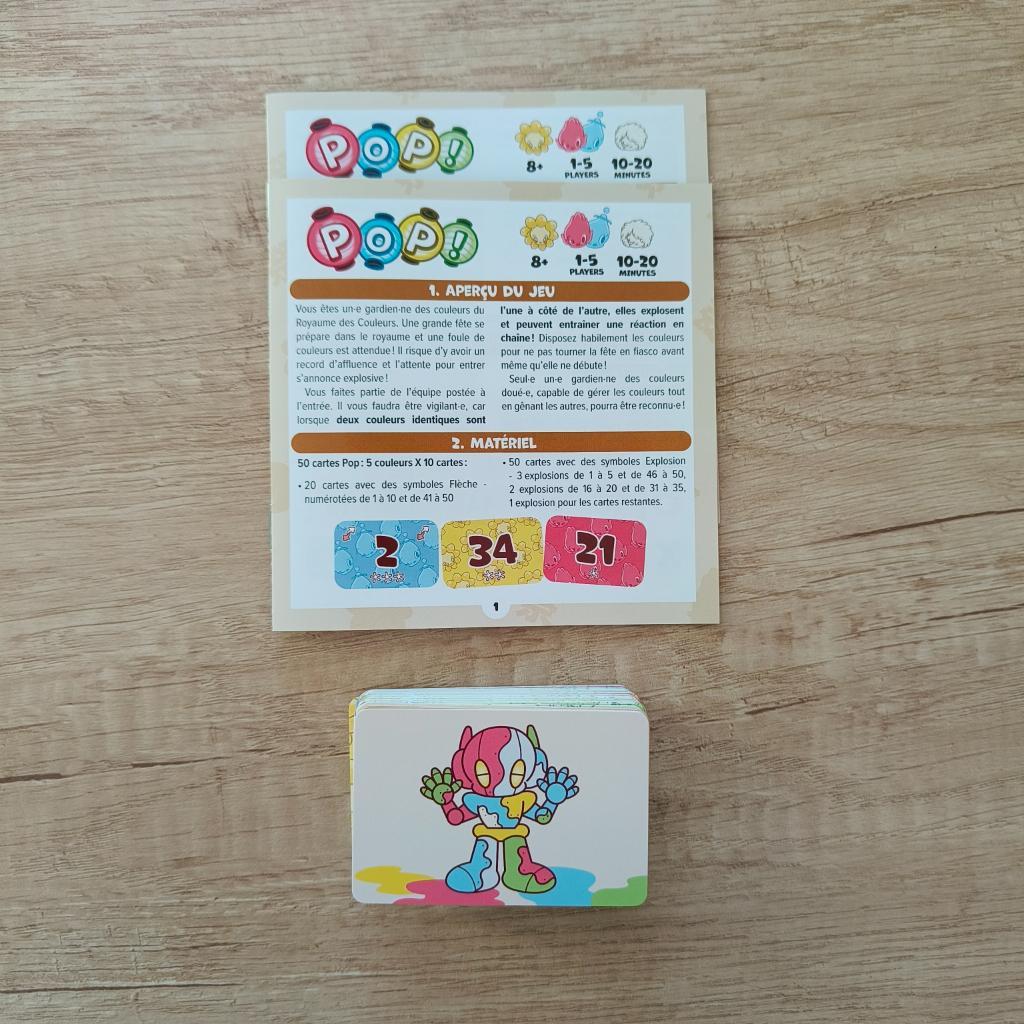 POP!
8+
1-5
PLAYERS
10-20
MINUTES
POP!
8+
1-5
PLAYERS
10-20
MINUTES
1. APERÇU DU JEU
Vous êtes un·e gardien·ne des couleurs du
Royaume des Couleurs. Une grande fête se
prépare dans le royaume et une foule de
couleurs est attendue ! Il risque d'y avoir un
record d'affluence et l'attente pour entrer
s'annonce explosive !
Vous faites partie de l'équipe postée à
l'entrée. Il vous faudra être vigilant·e, car
lorsque deux couleurs identiques sont
l'une à côté de l'autre, elles explosent
et peuvent entrainer une réaction en
chaîne ! Disposez habilement les couleurs
pour ne pas tourner la fête en fiasco avant
même qu'elle ne débute !
Seul·e un·e gardien·ne des couleurs
doué·e, capable de gérer les couleurs tout
en gênant les autres, pourra être reconnu·e !
2. MATÉRIEL
50 cartes Pop : 5 couleurs X 10 cartes :
• 20 cartes avec des symboles Flèche -
numérotées de 1 à 10 et de 41 à 50
• 50 cartes avec des symboles Explosion
- 3 explosions de 1 à 5 et de 46 à 50,
2 explosions de 16 à 20 et de 31 à 35,
1 explosion pour les cartes restantes.
2
34
21
1